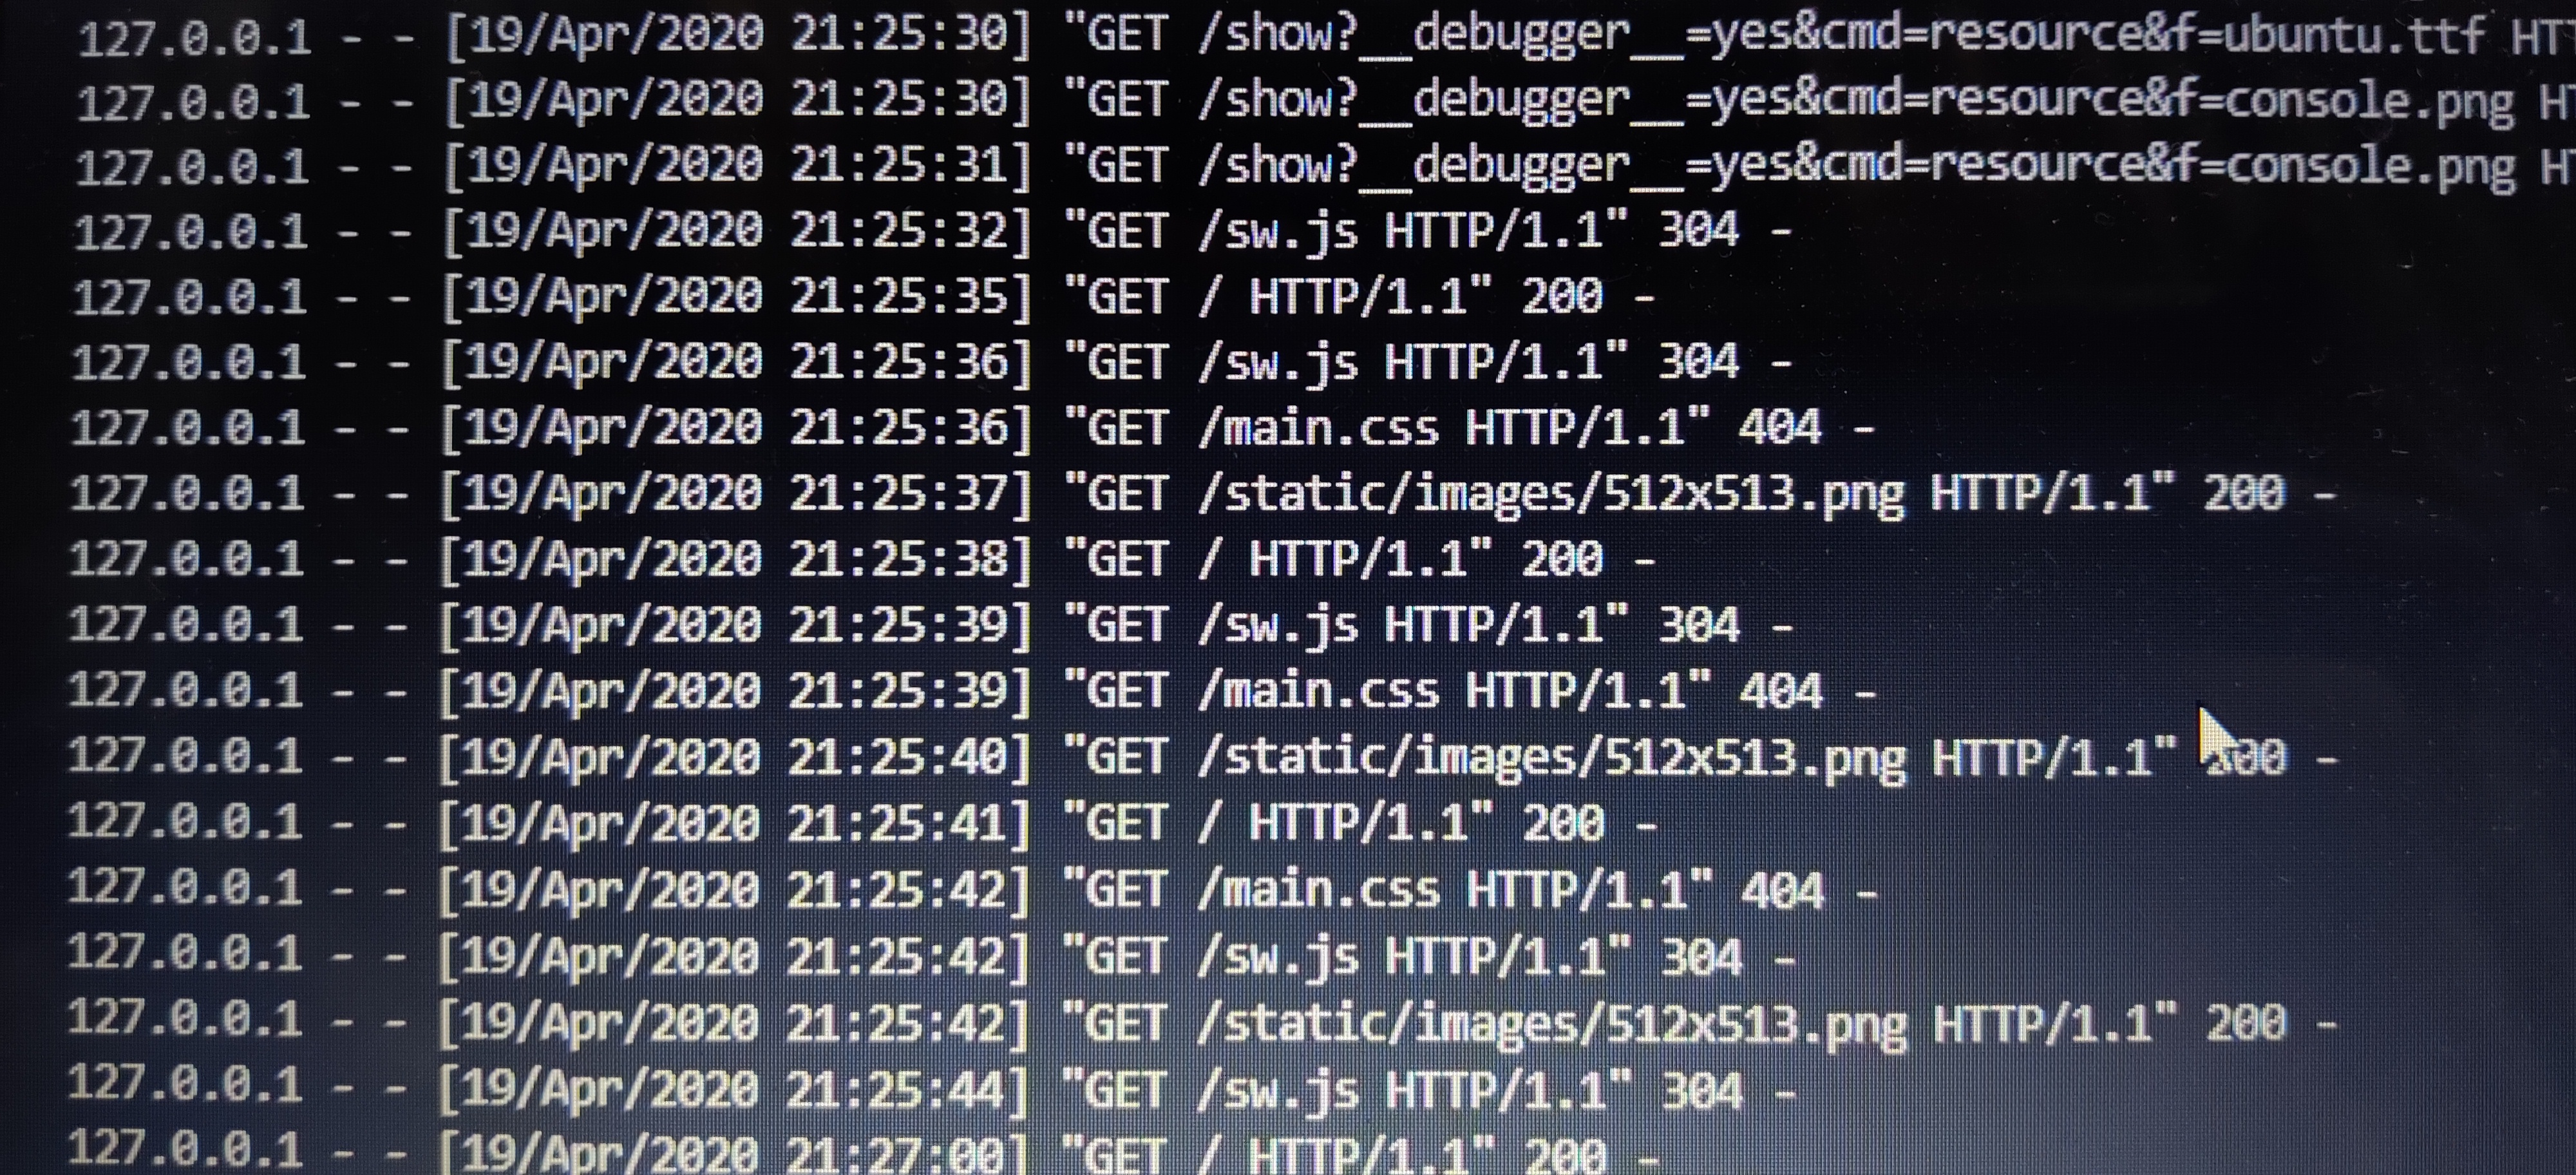 127.0.0.1 - - [19/Apr/2020 21:25:30] "GET /show?__debugger__=yes&cmd=resource&f=ubuntu.ttf
127.0.0.1 - - [19/Apr/2020 21:25:30] "GET /show?__debugger__=yes&cmd=resource&f=console.png
127.0.0.1 - - [19/Apr/2020 21:25:31] "GET /show?__debugger__=yes&cmd=resource&f=console.png
127.0.0.1 - - [19/Apr/2020 21:25:32] "GET /sw.js HTTP/1.1" 304 -
127.0.0.1 - - [19/Apr/2020 21:25:35] "GET / HTTP/1.1" 200 -
127.0.0.1 - - [19/Apr/2020 21:25:36] "GET /sw.js HTTP/1.1" 304 -
127.0.0.1 - - [19/Apr/2020 21:25:36] "GET /main.css HTTP/1.1" 404 -
127.0.0.1 - - [19/Apr/2020 21:25:37] "GET /static/images/512x513.png HTTP/1.1" 200 -
127.0.0.1 - - [19/Apr/2020 21:25:38] "GET / HTTP/1.1" 200 -
127.0.0.1 - - [19/Apr/2020 21:25:39] "GET /sw.js HTTP/1.1" 304 -
127.0.0.1 - - [19/Apr/2020 21:25:39] "GET /main.css HTTP/1.1" 404 -
127.0.0.1 - - [19/Apr/2020 21:25:40] "GET /static/images/512x513.png HTTP/1.1" 200 -
127.0.0.1 - - [19/Apr/2020 21:25:41] "GET / HTTP/1.1" 200 -
127.0.0.1 - - [19/Apr/2020 21:25:42] "GET /main.css HTTP/1.1" 404 -
127.0.0.1 - - [19/Apr/2020 21:25:42] "GET /sw.js HTTP/1.1" 304 -
127.0.0.1 - - [19/Apr/2020 21:25:42] "GET /static/images/512x513.png HTTP/1.1" 200 -
127.0.0.1 - - [19/Apr/2020 21:25:44] "GET /sw.js HTTP/1.1" 304 -
127.0.0.1 - - [19/Apr/2020 21:27:00] "GET / HTTP/1.1" 200 -